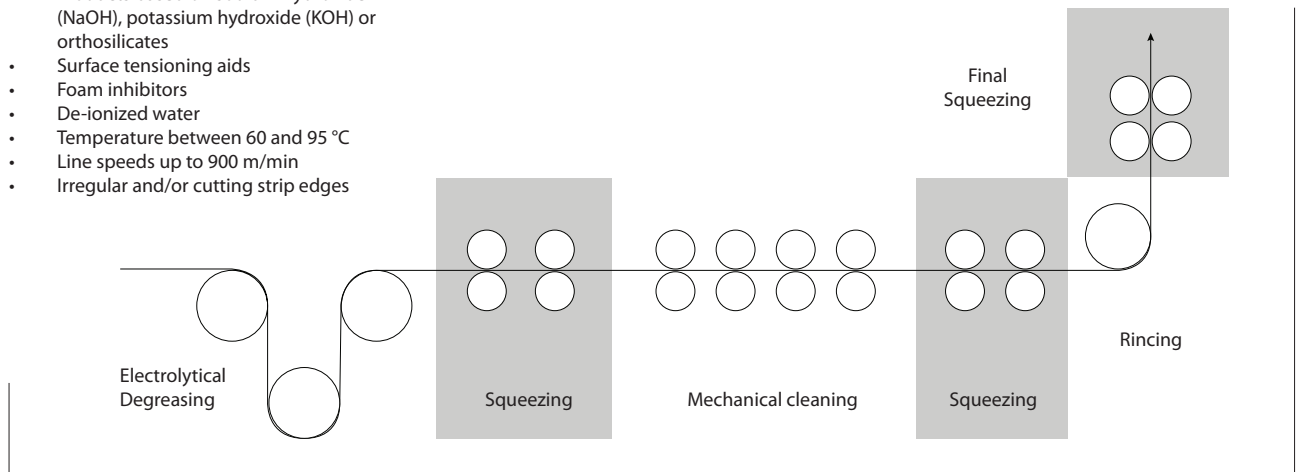 (NaOH), potassium hydroxide (KOH) or
orthosilicates
• Surface tensioning aids
• Foam inhibitors
• De-ionized water
• Temperature between 60 and 95 °C
• Line speeds up to 900 m/min
• Irregular and/or cutting strip edges
Final
Squeezing
Rincing
Electrolytical
Degreasing
Squeezing
Mechanical cleaning
Squeezing